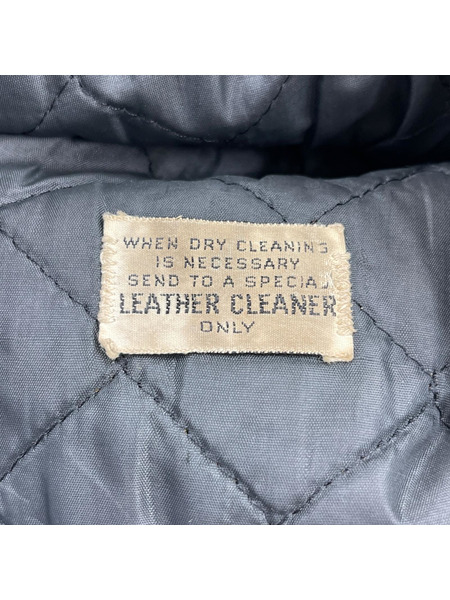 WHEN DRY CLEANING
IS NECESSARY
SEND TO A SPECIAL
LEATHER CLEANER
ONLY